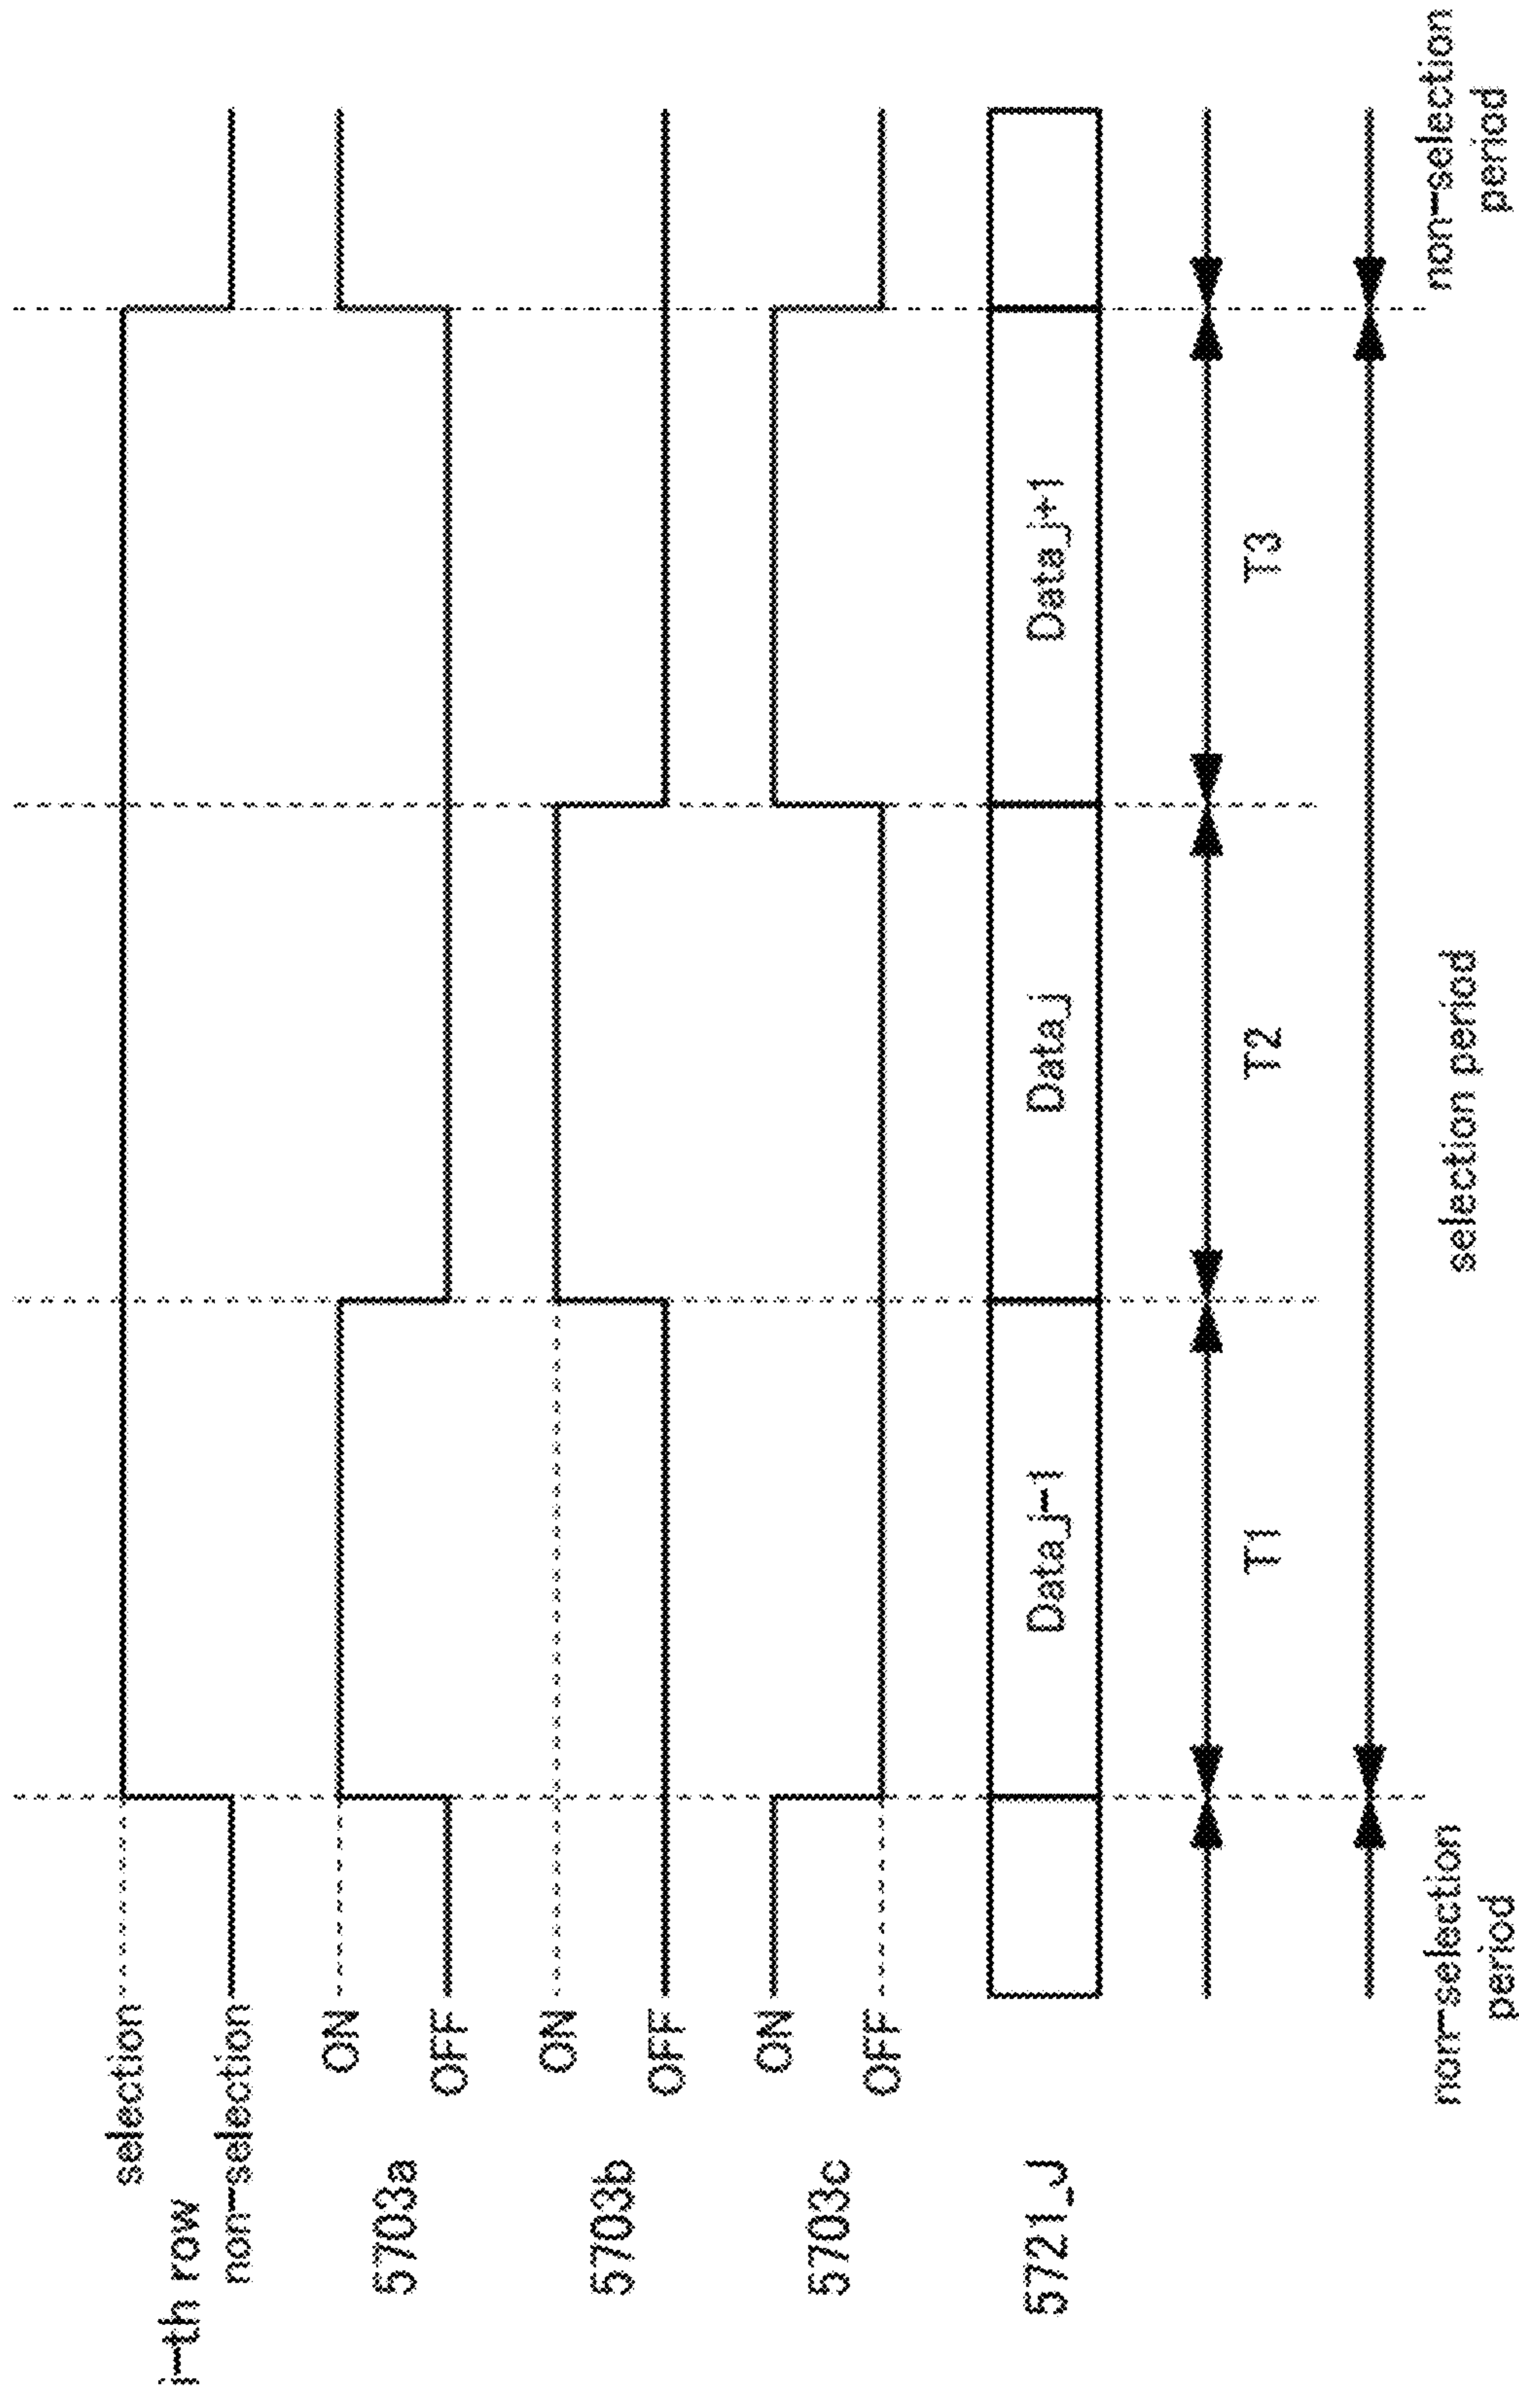 selection
i-th row
non-selection
ON
5703a
OFF
ON
5703b
OFF
ON
5703c
OFF
5721_J
Data_j-1
Data_j
Data_j+1
T1
T2
T3
non-selection
period
selection period
non-selection
period